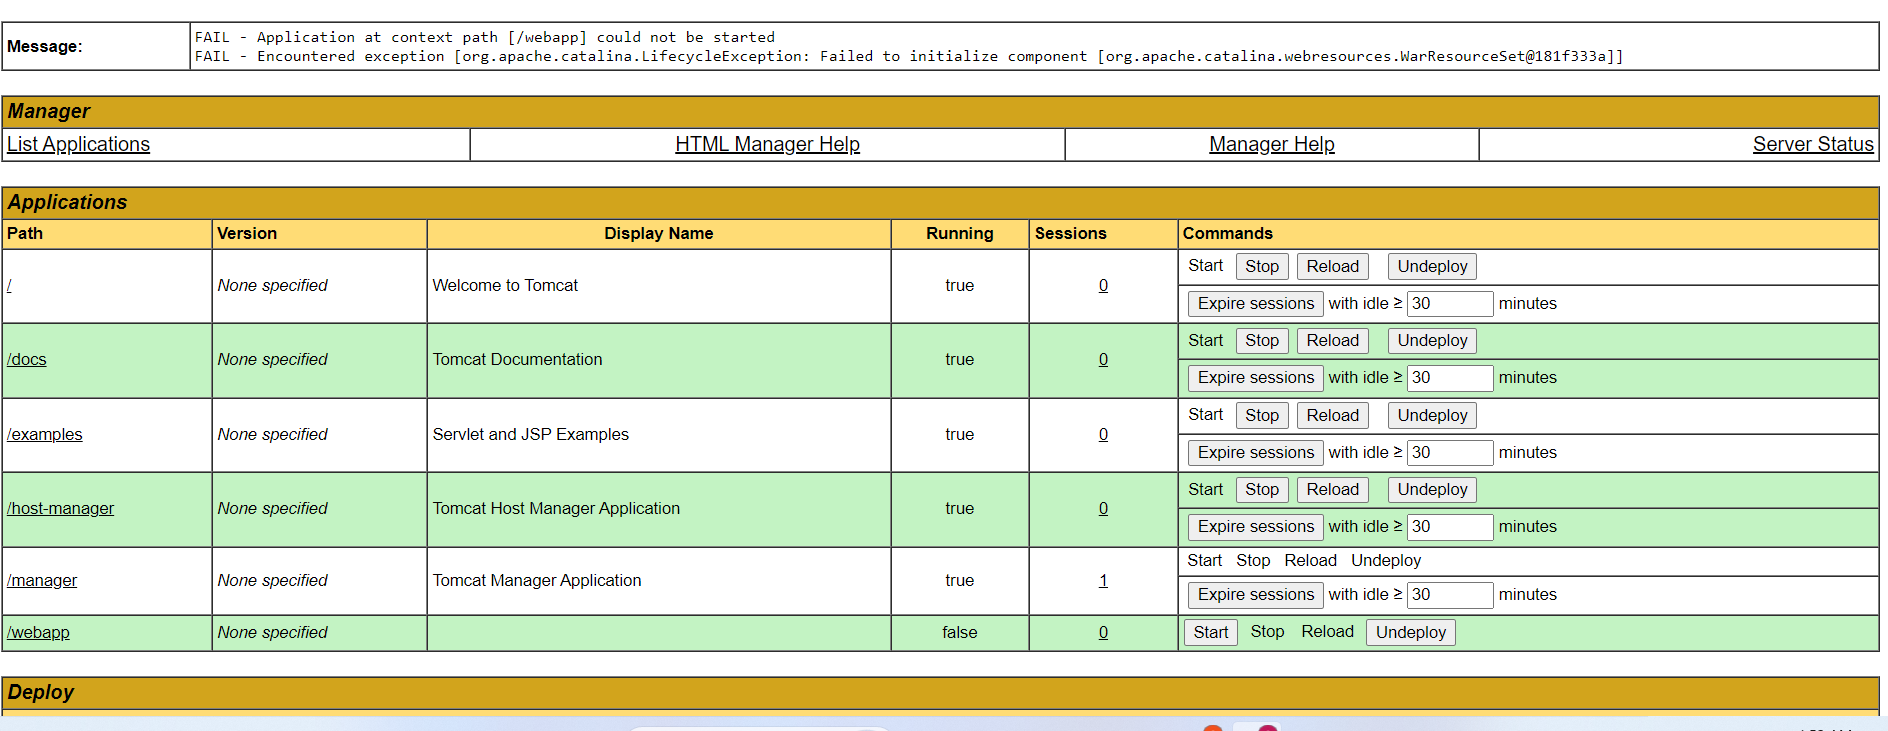 Message:
FAIL - Application at context path [/webapp] could not be started
FAIL - Encountered exception [org.apache.catalina.LifecycleException: Failed to initialize component [org.apache.catalina.webresources.WarResourceSet@181f333a]]
Manager
List Applications HTML Manager Help Manager Help Server Status
Applications
Path Version Display Name Running Sessions Commands
/ None specified Welcome to Tomcat true 0 Start Stop Reload Undeploy
Expire sessions with idle ≥ 30 minutes
/docs None specified Tomcat Documentation true 0 Start Stop Reload Undeploy
Expire sessions with idle ≥ 30 minutes
/examples None specified Servlet and JSP Examples true 0 Start Stop Reload Undeploy
Expire sessions with idle ≥ 30 minutes
/host-manager None specified Tomcat Host Manager Application true 0 Start Stop Reload Undeploy
Expire sessions with idle ≥ 30 minutes
/manager None specified Tomcat Manager Application true 1 Start Stop Reload Undeploy
Expire sessions with idle ≥ 30 minutes
/webapp None specified false 0 Start Stop Reload Undeploy
Deploy